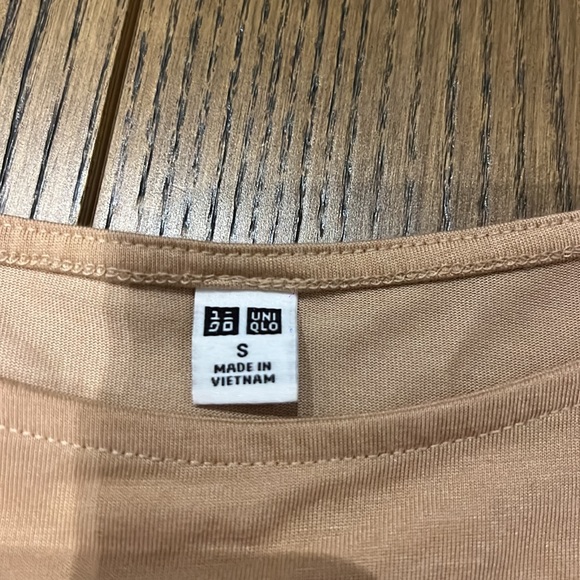 ユニ UNI
クロ QLO
S
MADE IN
VIETNAM